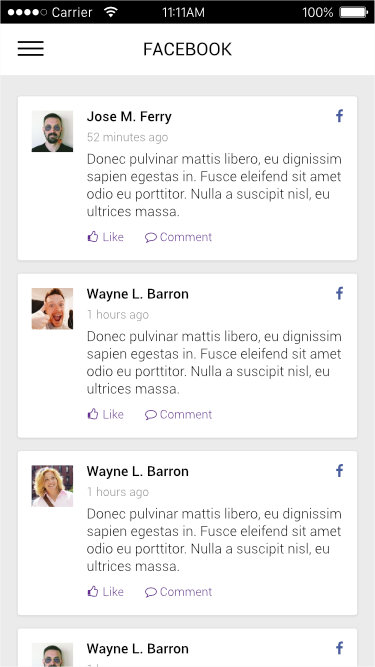 Carrier 11:11AM 100%
FACEBOOK
Jose M. Ferry
52 minutes ago
Donec pulvinar mattis libero, eu dignissim
sapien egestas in. Fusce eleifend sit amet
odio eu porttitor. Nulla a suscipit nisl, eu
ultrices massa.
Like Comment
Wayne L. Barron
1 hours ago
Donec pulvinar mattis libero, eu dignissim
sapien egestas in. Fusce eleifend sit amet
odio eu porttitor. Nulla a suscipit nisl, eu
ultrices massa.
Like Comment
Wayne L. Barron
1 hours ago
Donec pulvinar mattis libero, eu dignissim
sapien egestas in. Fusce eleifend sit amet
odio eu porttitor. Nulla a suscipit nisl, eu
ultrices massa.
Like Comment
Wayne L. Barron